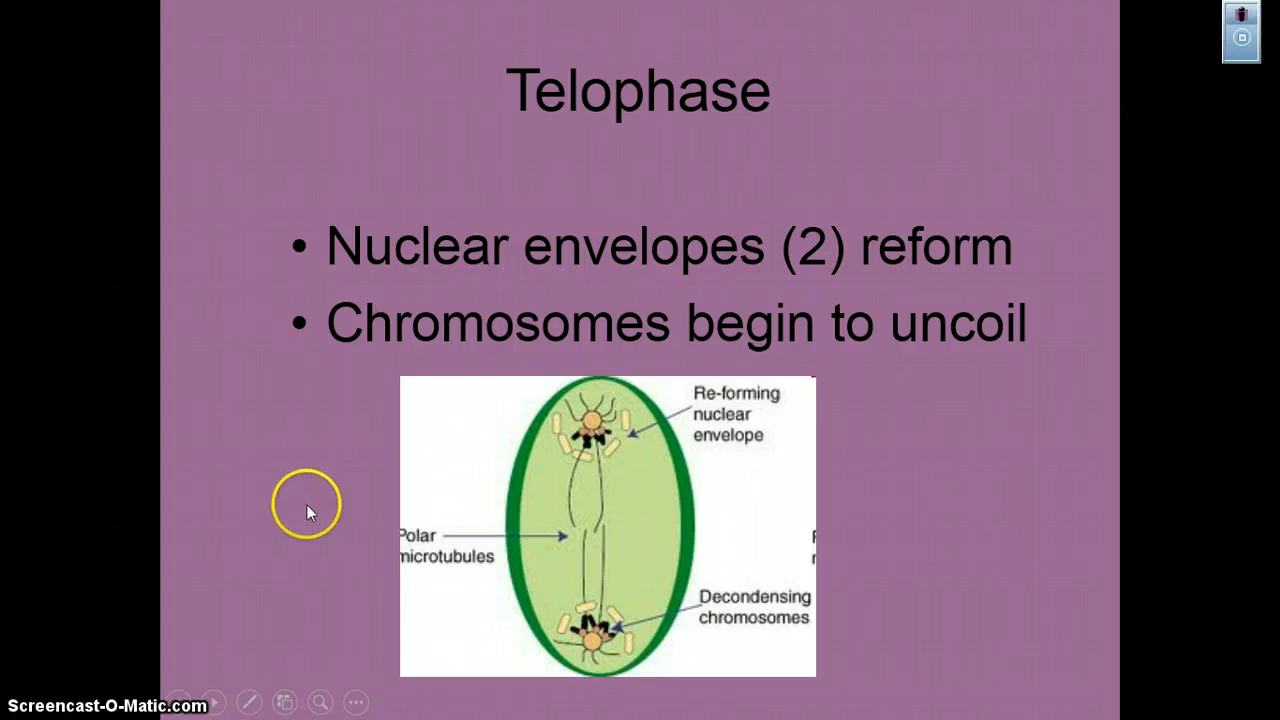 Telophase
• Nuclear envelopes (2) reform
• Chromosomes begin to uncoil
Re-forming
nuclear
envelope
Polar
microtubules
Decondensing
chromosomes
Screencast-O-Matic.com